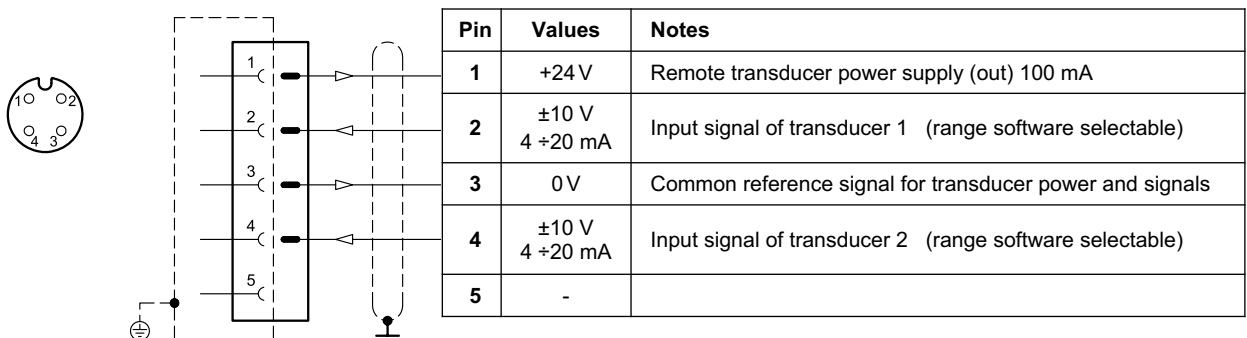 1 2
4 3
1
2
3
4
5
Pin Values Notes
1 +24 V Remote transducer power supply (out) 100 mA
2 ±10 V
4 ÷20 mA Input signal of transducer 1 (range software selectable)
3 0 V Common reference signal for transducer power and signals
4 ±10 V
4 ÷20 mA Input signal of transducer 2 (range software selectable)
5 -